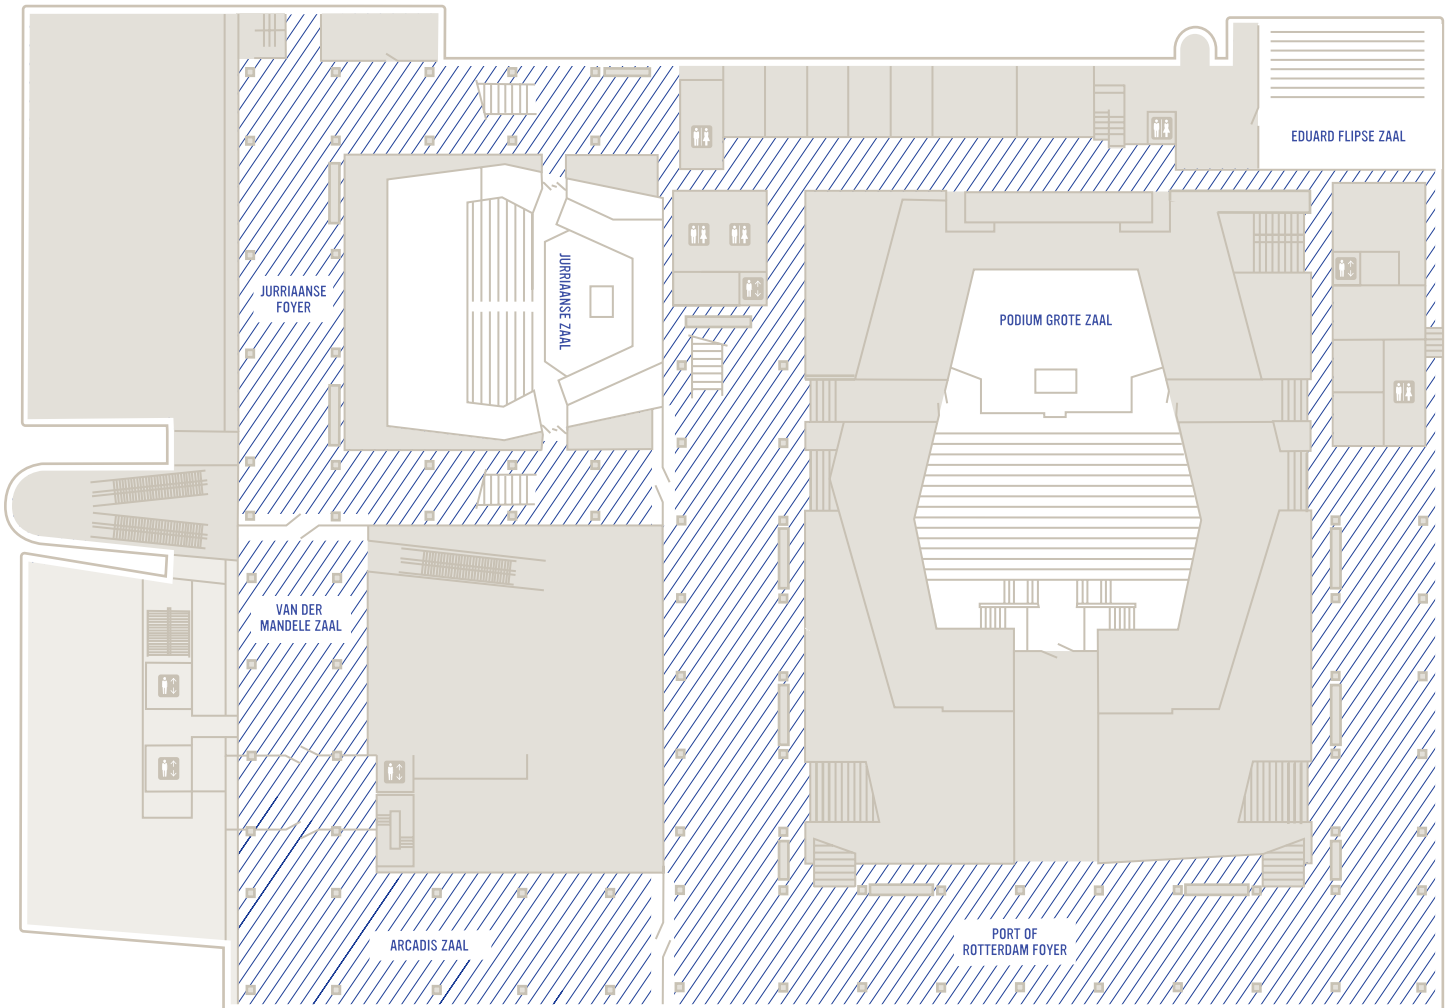 EDUARD FLIPSE ZAAL
JURRIAANSE
FOYER
JURRIAANSE ZAAL
PODIUM GROTE ZAAL
VAN DER
MANDELE ZAAL
ARCADIS ZAAL
PORT OF
ROTTERDAM FOYER